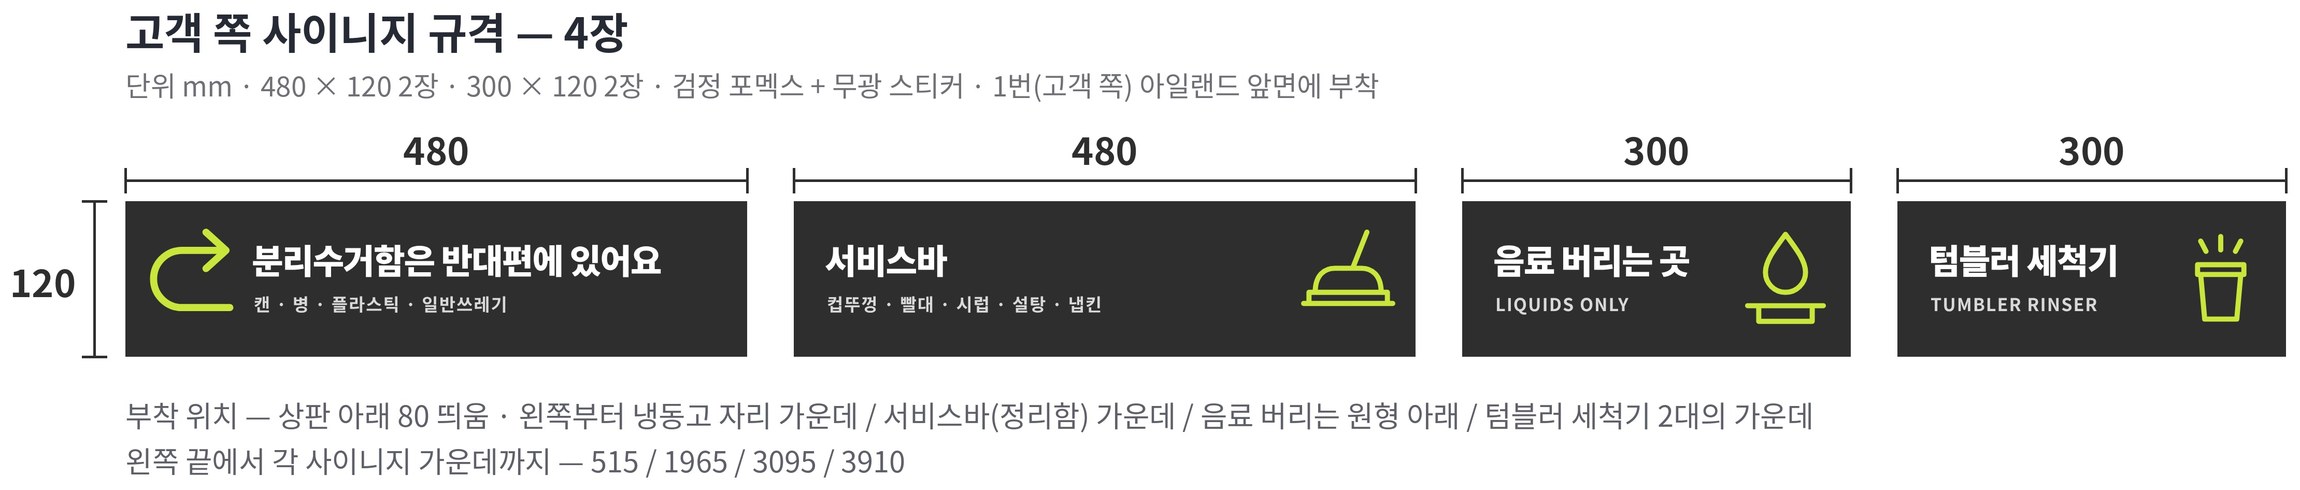 고객 쪽 사이니지 규격 — 4장
단위 mm · 480 × 120 2장 · 300 × 120 2장 · 검정 포멕스 + 무광 스티커 · 1번(고객 쪽) 아일랜드 앞면에 부착
480
480
300
300
120
분리수거함은 반대편에 있어요
캔 · 병 · 플라스틱 · 일반쓰레기
서비스바
컵뚜껑 · 빨대 · 시럽 · 설탕 · 냅킨
음료 버리는 곳
LIQUIDS ONLY
텀블러 세척기
TUMBLER RINSER
부착 위치 — 상판 아래 80 띄움 · 왼쪽부터 냉동고 자리 가운데 / 서비스바(정리함) 가운데 / 음료 버리는 원형 아래 / 텀블러 세척기 2대의 가운데
왼쪽 끝에서 각 사이니지 가운데까지 — 515 / 1965 / 3095 / 3910